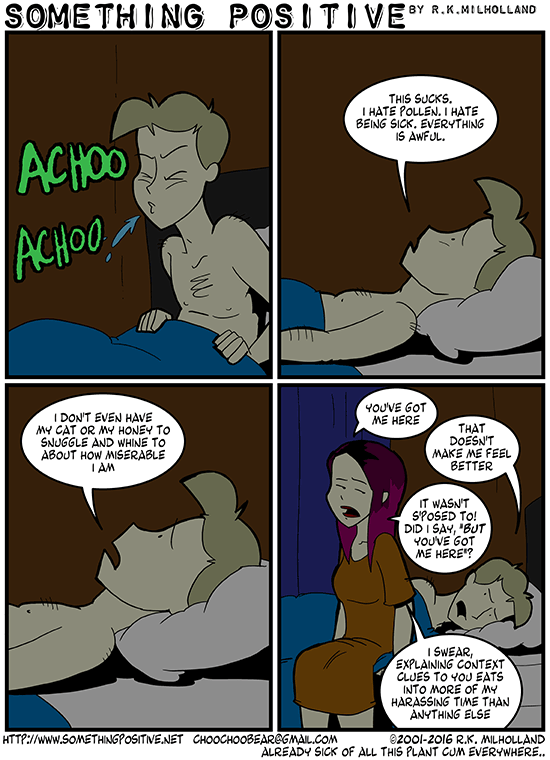 SOMETHING POSITIVE BY R.K.MILHOLLAND
ACHOO
ACHOO
THIS SUCKS.
I HATE POLLEN. I HATE
BEING SICK. EVERYTHING
IS AWFUL.
I DON'T EVEN HAVE
MY CAT OR MY HONEY TO
SNUGGLE AND WHINE TO
ABOUT HOW MISERABLE
I AM
YOU'VE GOT
ME HERE
THAT
DOESN'T
MAKE ME FEEL
BETTER
IT WASN'T
S'POSED TO!
DID I SAY, "BUT
YOU'VE GOT
ME HERE"?
I SWEAR,
EXPLAINING CONTEXT
CLUES TO YOU EATS
INTO MORE OF MY
HARASSING TIME THAN
ANYTHING ELSE
HTTP://WWW.SOMETHINGPOSITIVE.NET CHOOCHOOBEAR@GMAIL.COM ©2001-2016 R.K. MILHOLLAND
ALREADY SICK OF ALL THIS PLANT CUM EVERYWHERE..